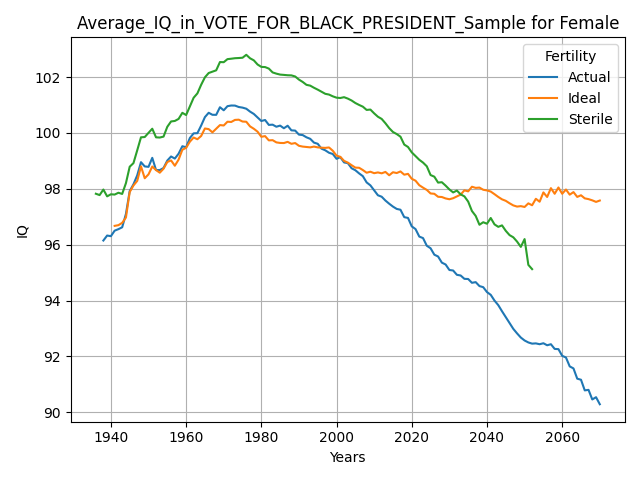 Average_IQ_in_VOTE_FOR_BLACK_PRESIDENT_Sample for Female
Fertility
Actual
Ideal
Sterile
102
100
98
96
94
92
90
IQ
1940 1960 1980 2000 2020 2040 2060
Years